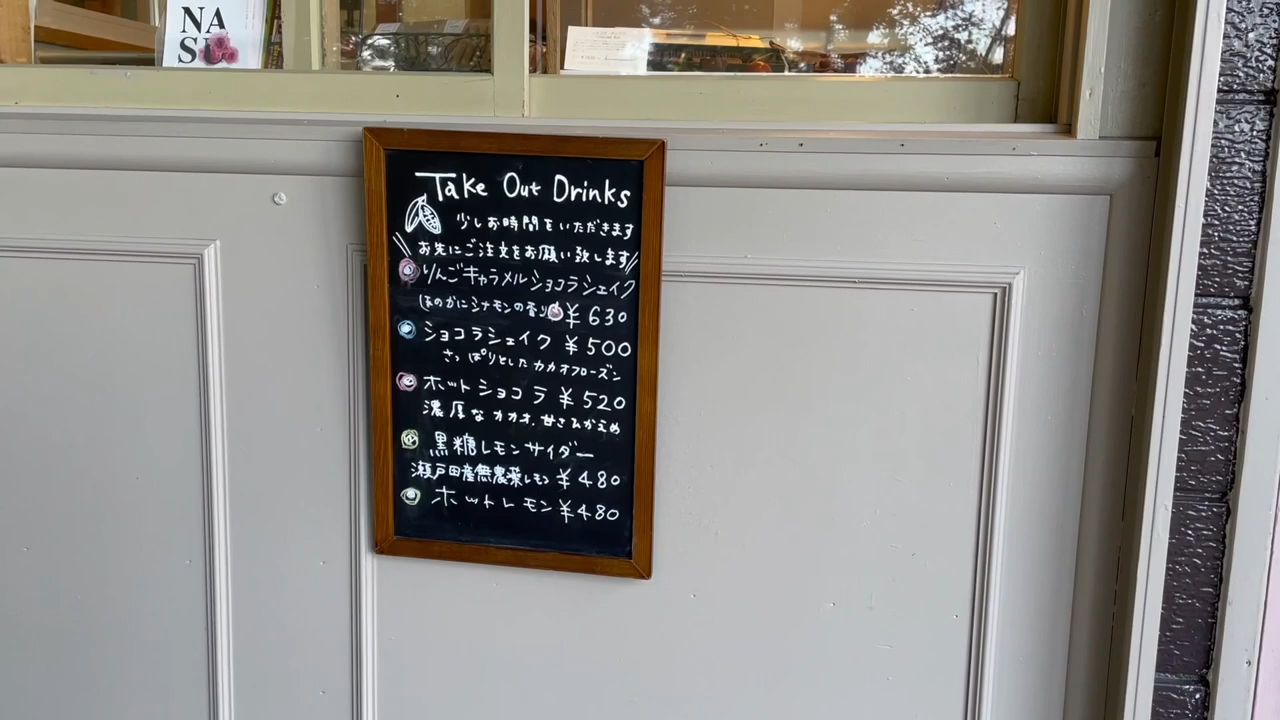 NA
SU
Take Out Drinks
少しお時間をいただきます
お先にご注文をお願い致します
りんごキャラメルショコラシェイク
ほのかにシナモンの香り ¥630
ショコラシェイク ¥500
さっぱりとしたカカオフローズン
ホットショコラ ¥520
濃厚なカカオ、甘さひかえめ
黒糖レモンサイダー
瀬戸田産無農薬レモン ¥480
ホットレモン ¥480